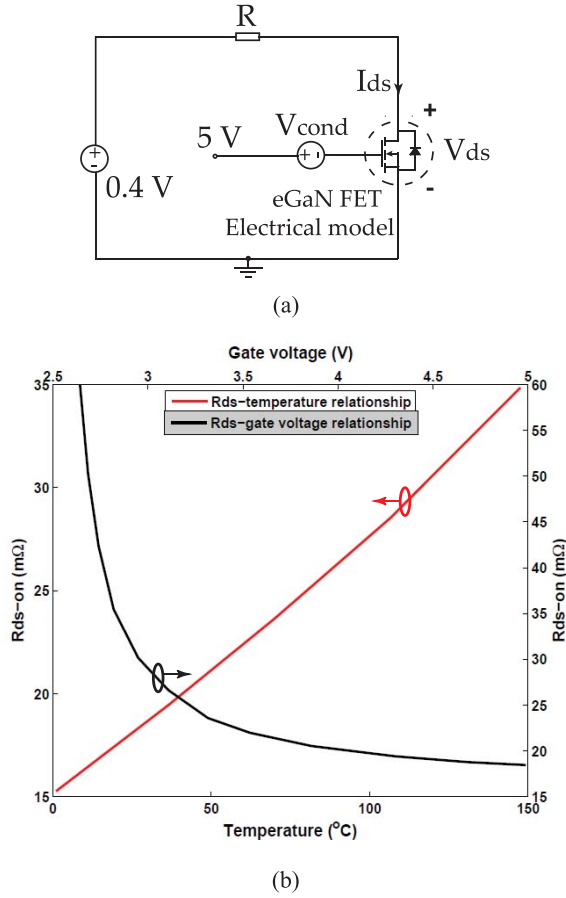 R
Ids
+
Vcond
5 V
+ -
Vds
+
-
0.4 V
-
eGaN FET
Electrical model
(a)
Gate voltage (V)
2.5 3 3.5 4 4.5 5
35 60
Rds-temperature relationship
Rds-gate voltage relationship
55
30 50
45
40
25
35
30
20 25
20
15 15
Rds-on (mΩ)
Rds-on (mΩ)
0 50 100 150
Temperature (°C)
(b)